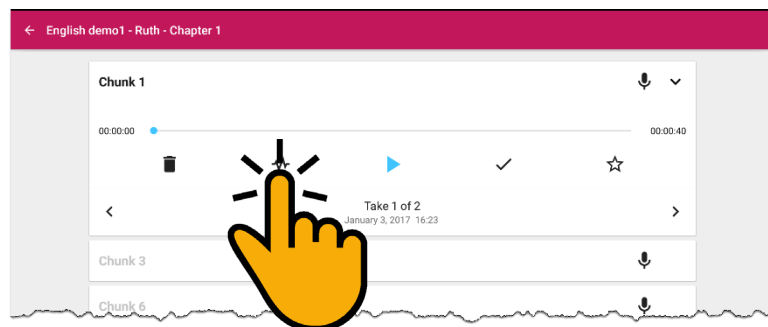 English demo1 - Ruth - Chapter 1
Chunk 1
00:00:00
00:00:40
Take 1 of 2
January 3, 2017 16:23
Chunk 3
Chunk 6